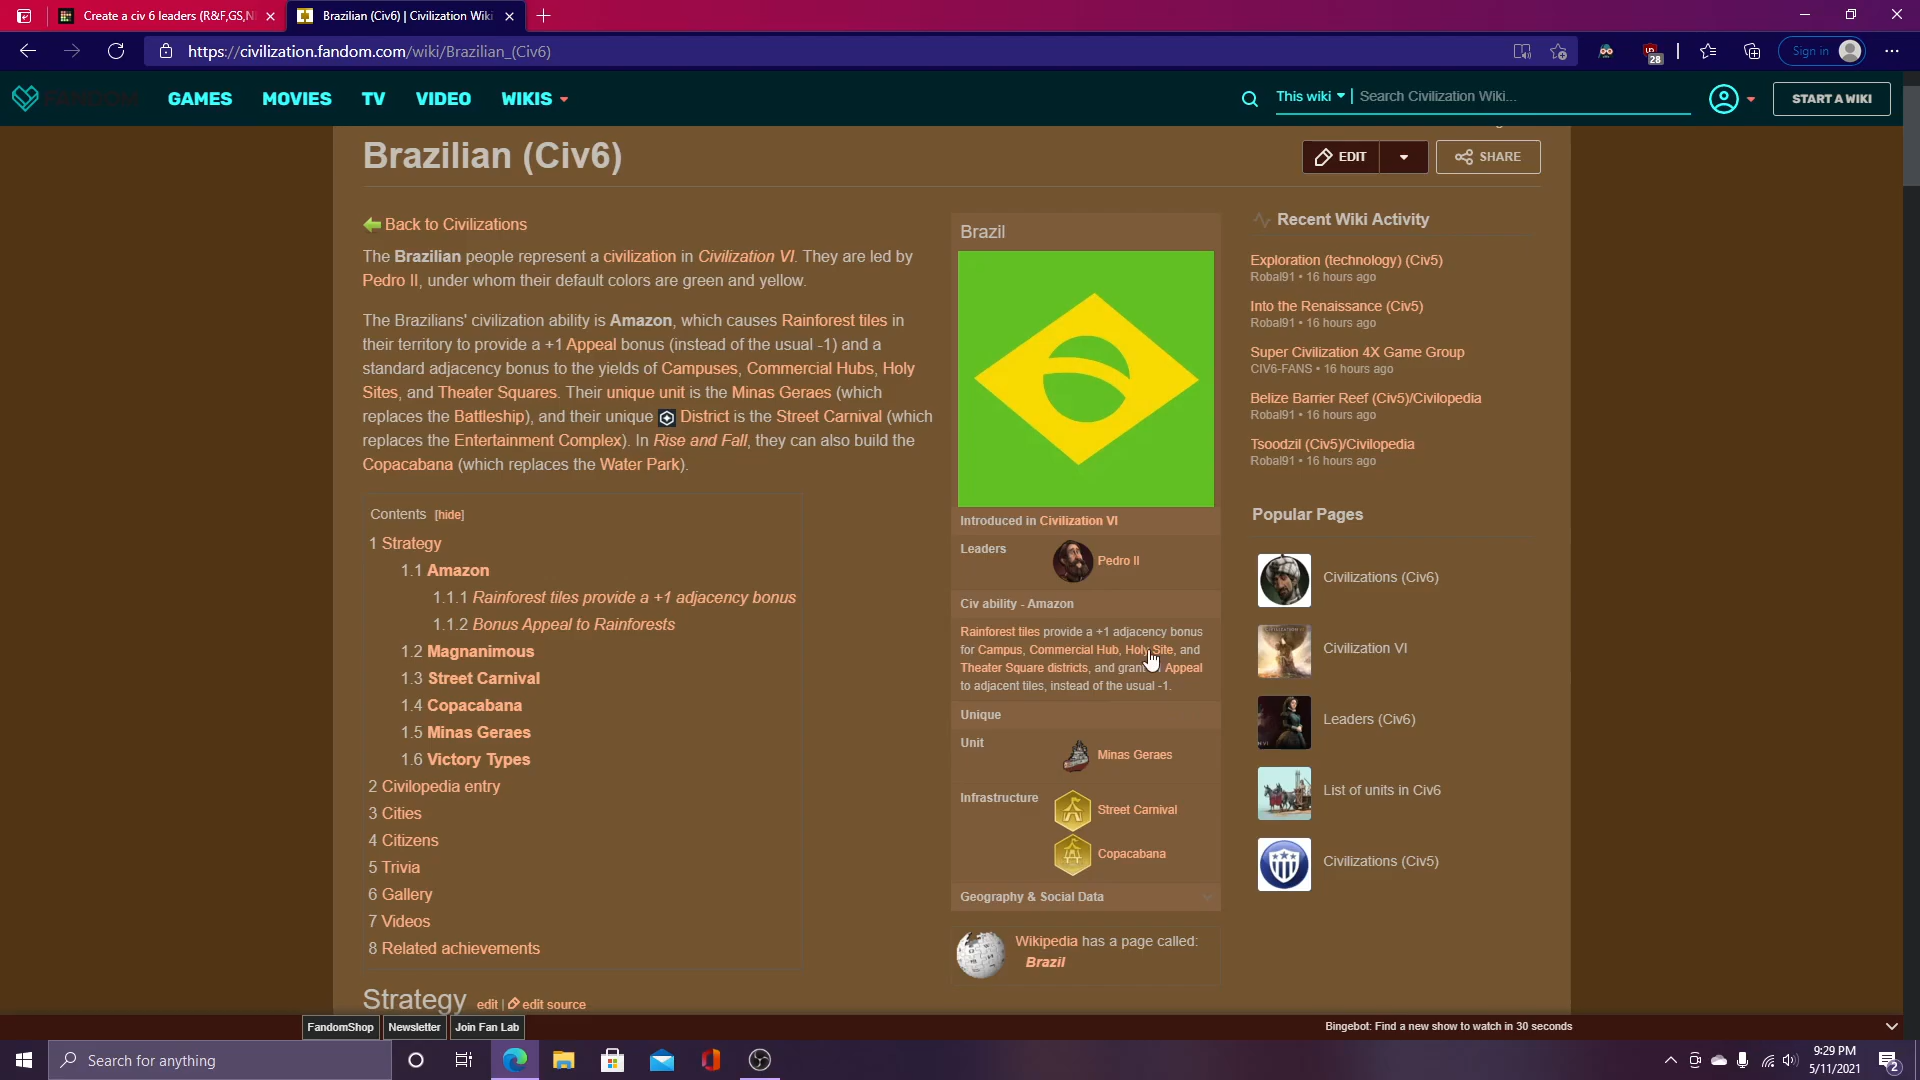 Create a civ 6 leaders (R&F,GS,N
Brazilian (Civ6) | Civilization Wiki
https://civilization.fandom.com/wiki/Brazilian_(Civ6)
28
Sign in
GAMES
MOVIES
TV
VIDEO
WIKIS
This wiki
Search Civilization Wiki...
START A WIKI
Brazilian (Civ6)
EDIT
SHARE
Back to Civilizations
The Brazilian people represent a civilization in Civilization VI. They are led by
Pedro II, under whom their default colors are green and yellow.
The Brazilians' civilization ability is Amazon, which causes Rainforest tiles in
their territory to provide a +1 Appeal bonus (instead of the usual -1) and a
standard adjacency bonus to the yields of Campuses, Commercial Hubs, Holy
Sites, and Theater Squares. Their unique unit is the Minas Geraes (which
replaces the Battleship), and their unique District is the Street Carnival (which
replaces the Entertainment Complex). In Rise and Fall, they can also build the
Copacabana (which replaces the Water Park).
Contents [hide]
1 Strategy
1.1 Amazon
1.1.1 Rainforest tiles provide a +1 adjacency bonus
1.1.2 Bonus Appeal to Rainforests
1.2 Magnanimous
1.3 Street Carnival
1.4 Copacabana
1.5 Minas Geraes
1.6 Victory Types
2 Civilopedia entry
3 Cities
4 Citizens
5 Trivia
6 Gallery
7 Videos
8 Related achievements
Strategy edit | edit source
Brazil
Introduced in Civilization VI
Leaders
Pedro II
Civ ability - Amazon
Rainforest tiles provide a +1 adjacency bonus
for Campus, Commercial Hub, Holy Site, and
Theater Square districts, and grant Appeal
to adjacent tiles, instead of the usual -1.
Unique
Unit
Minas Geraes
Infrastructure
Street Carnival
Copacabana
Geography & Social Data
Wikipedia has a page called:
Brazil
Recent Wiki Activity
Exploration (technology) (Civ5)
Robal91 • 16 hours ago
Into the Renaissance (Civ5)
Robal91 • 16 hours ago
Super Civilization 4X Game Group
CIV6-FANS • 16 hours ago
Belize Barrier Reef (Civ5)/Civilopedia
Robal91 • 16 hours ago
Tsoodzil (Civ5)/Civilopedia
Robal91 • 16 hours ago
Popular Pages
Civilizations (Civ6)
Civilization VI
Leaders (Civ6)
List of units in Civ6
Civilizations (Civ5)
FandomShop
Newsletter
Join Fan Lab
Bingebot: Find a new show to watch in 30 seconds
Search for anything
9:29 PM
5/11/2021
2